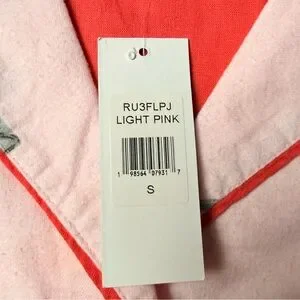 RU3FLPJ
LIGHT PINK
1 98564 07931 7
S